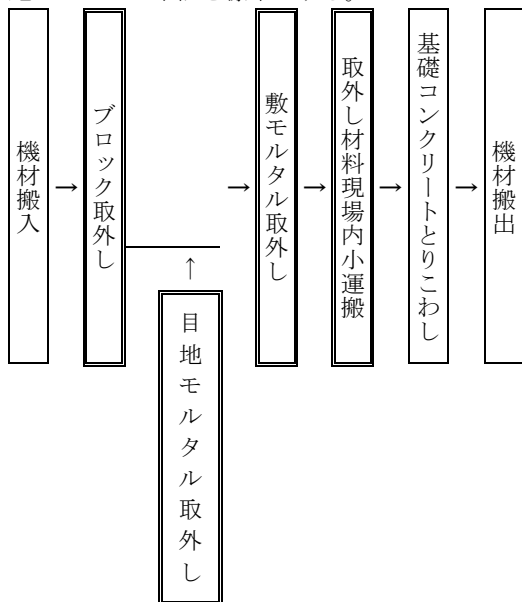 機材搬入
→
ブロック取外し
→
↑
目地モルタル取外し
敷モルタル取外し
→
取外し材料現場内小運搬
→
基礎コンクリートとりこわし
→
機材搬出